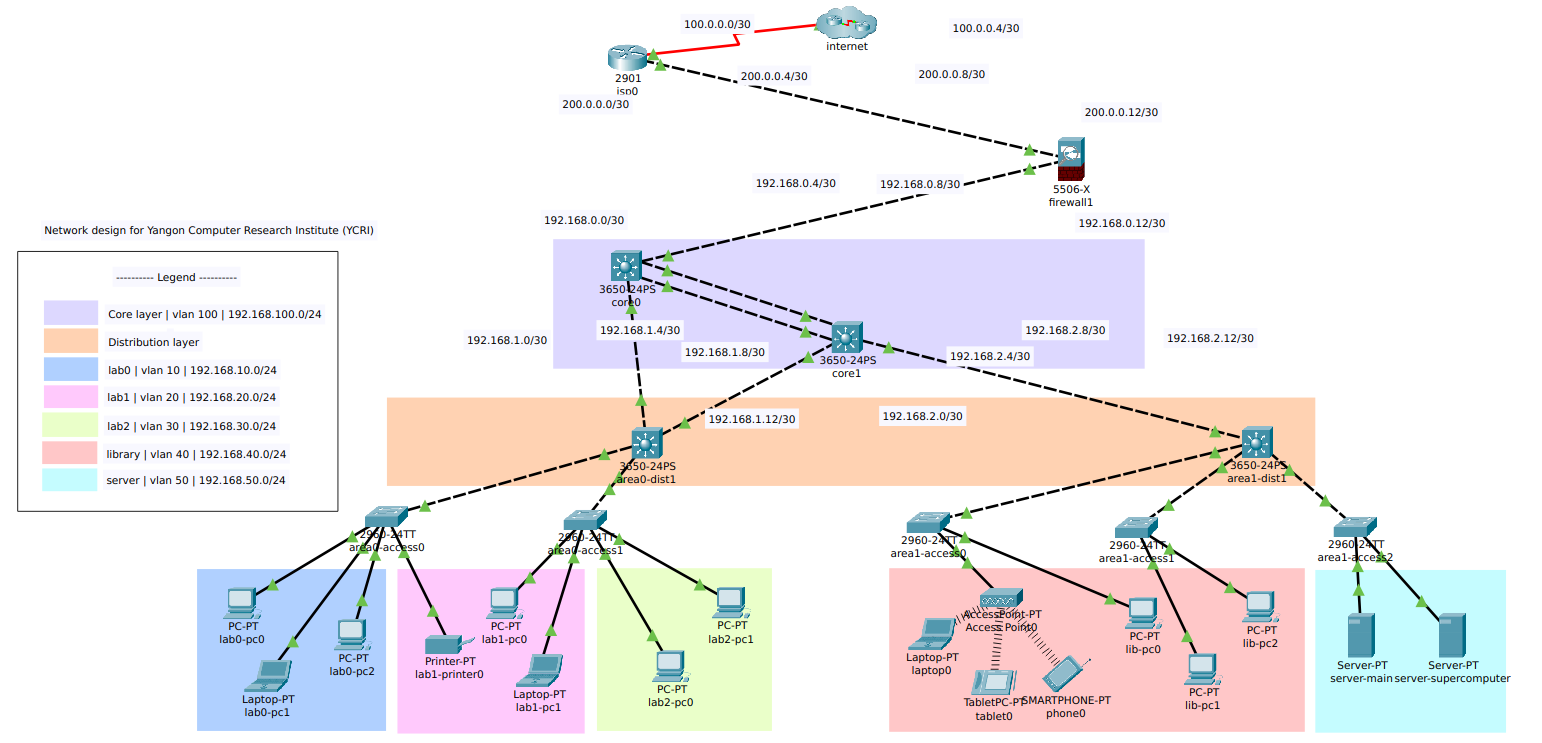 100.0.0.0/30
100.0.0.4/30
internet
2901
isp0
200.0.0.4/30
200.0.0.8/30
200.0.0.0/30
200.0.0.12/30
5506-X
firewall1
192.168.0.4/30
192.168.0.8/30
192.168.0.0/30
192.168.0.12/30
Network design for Yangon Computer Research Institute (YCRI)
---------- Legend ----------
Core layer | vlan 100 | 192.168.100.0/24
Distribution layer
lab0 | vlan 10 | 192.168.10.0/24
lab1 | vlan 20 | 192.168.20.0/24
lab2 | vlan 30 | 192.168.30.0/24
library | vlan 40 | 192.168.40.0/24
server | vlan 50 | 192.168.50.0/24
3650-24PS
core0
192.168.1.0/30
192.168.1.4/30
192.168.1.8/30
3650-24PS
core1
192.168.2.8/30
192.168.2.4/30
192.168.2.12/30
192.168.1.12/30
192.168.2.0/30
3650-24PS
area0-dist1
3650-24PS
area1-dist1
2960-24TT
area0-access0
2960-24TT
area0-access1
2960-24TT
area1-access0
2960-24TT
area1-access1
2960-24TT
area1-access2
PC-PT
lab0-pc0
PC-PT
lab0-pc2
Laptop-PT
lab0-pc1
PC-PT
lab1-pc0
Printer-PT
lab1-printer0
Laptop-PT
lab1-pc1
PC-PT
lab2-pc1
PC-PT
lab2-pc0
AccessPoint-PT
Access Point0
Laptop-PT
laptop0
TabletPC-PT
tablet0
SMARTPHONE-PT
phone0
PC-PT
lib-pc0
PC-PT
lib-pc1
PC-PT
lib-pc2
Server-PT
server-main
Server-PT
server-supercomputer